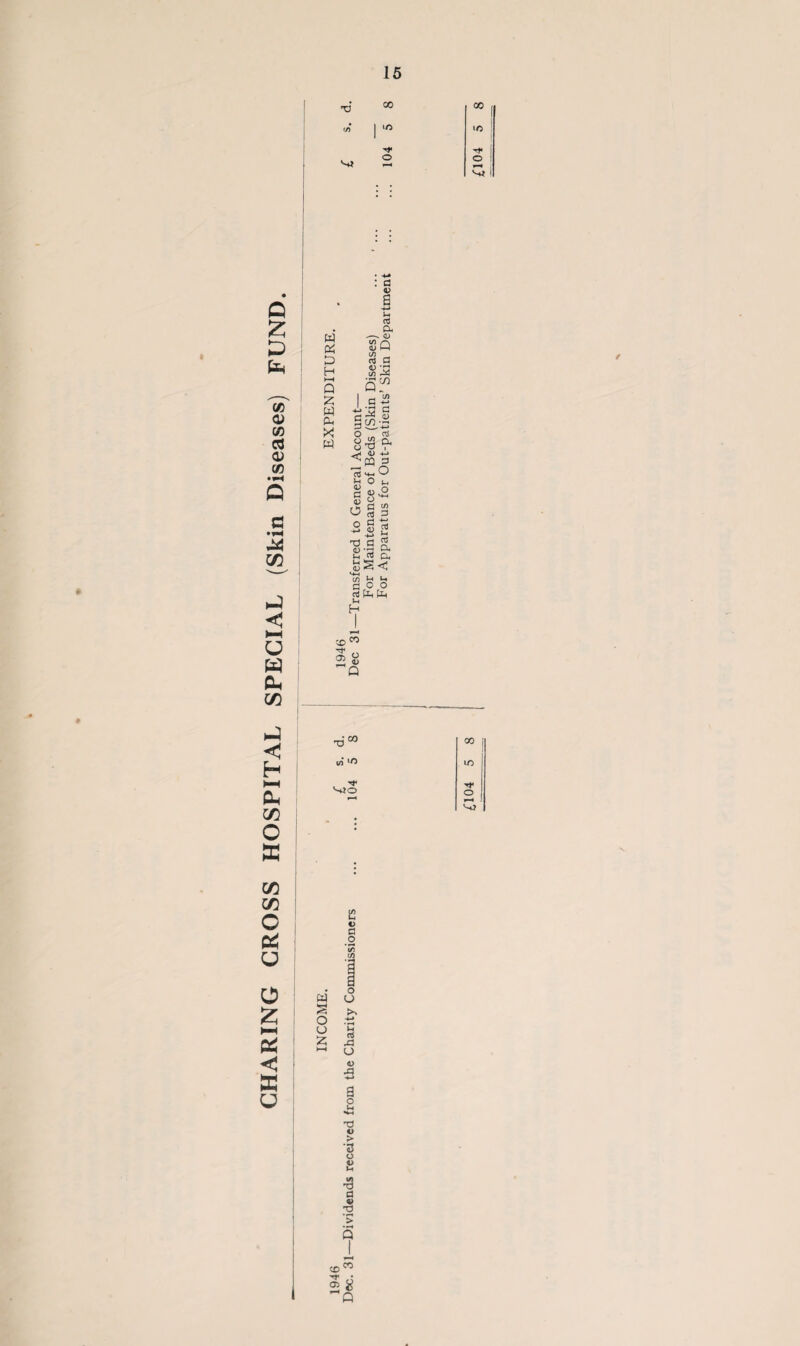 15
CHARING CROSS HOSPITAL SPECIAL (Skin Diseases) FUND.
INCOME.
£ s. d.
1946
Dec. 31—Dividends received from the Charity Commissioners ... ... 104 5 8
£104 5 8
EXPENDITURE.
£ s. d.
1946
Dec 31—Transferred to General Account—
For Maintenance of Beds (Skin Diseases) ... ... ... —
For Apparatus for Out-patients' Skin Department ... ... 104 5 8
£104 5 8